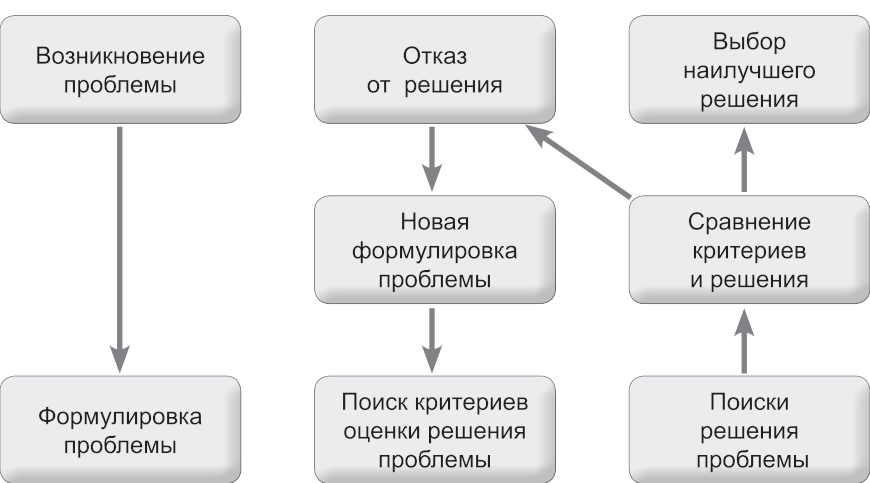 Возникновение
проблемы
Отказ
от решения
Выбор
наилучшего
решения
Новая
формулировка
проблемы
Сравнение
критериев
и решения
Формулировка
проблемы
Поиск критериев
оценки решения
проблемы
Поиски
решения
проблемы